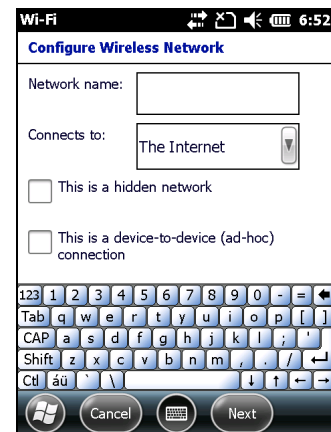 Wi-Fi 6:52
Configure Wireless Network
Network name:
Connects to:
The Internet
This is a hidden network
This is a device-to-device (ad-hoc)
connection
123 1 2 3 4 5 6 7 8 9 0 - =
Tab q w e r t y u i o p [ ]
CAP a s d f g h j k l ; '
Shift z x c v b n m , . /
Ctl áü ` \
Cancel Next